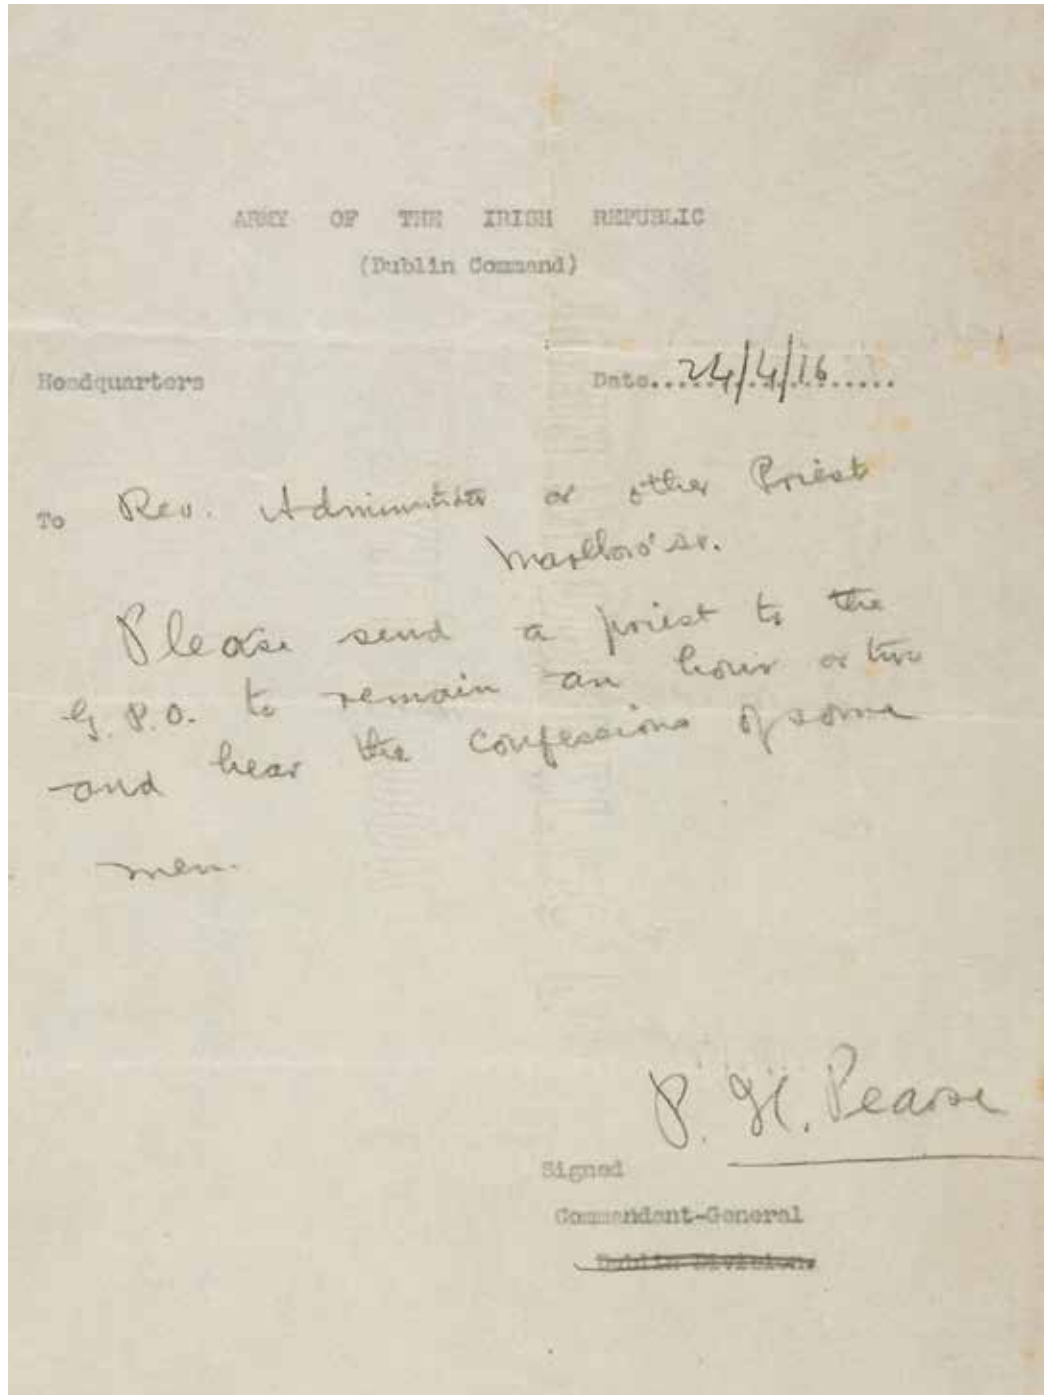 ARMY OF THE IRISH REPUBLIC
(Dublin Command)
Headquarters Date....24/4/16......
To Rev. Administrator or other Priest
Marlboro' St.
Please send a priest to the
G.P.O. to remain an hour or two
and hear the confessions of some
men.
P. H. Pearse
Signed
Commandant-General
Dublin Division.